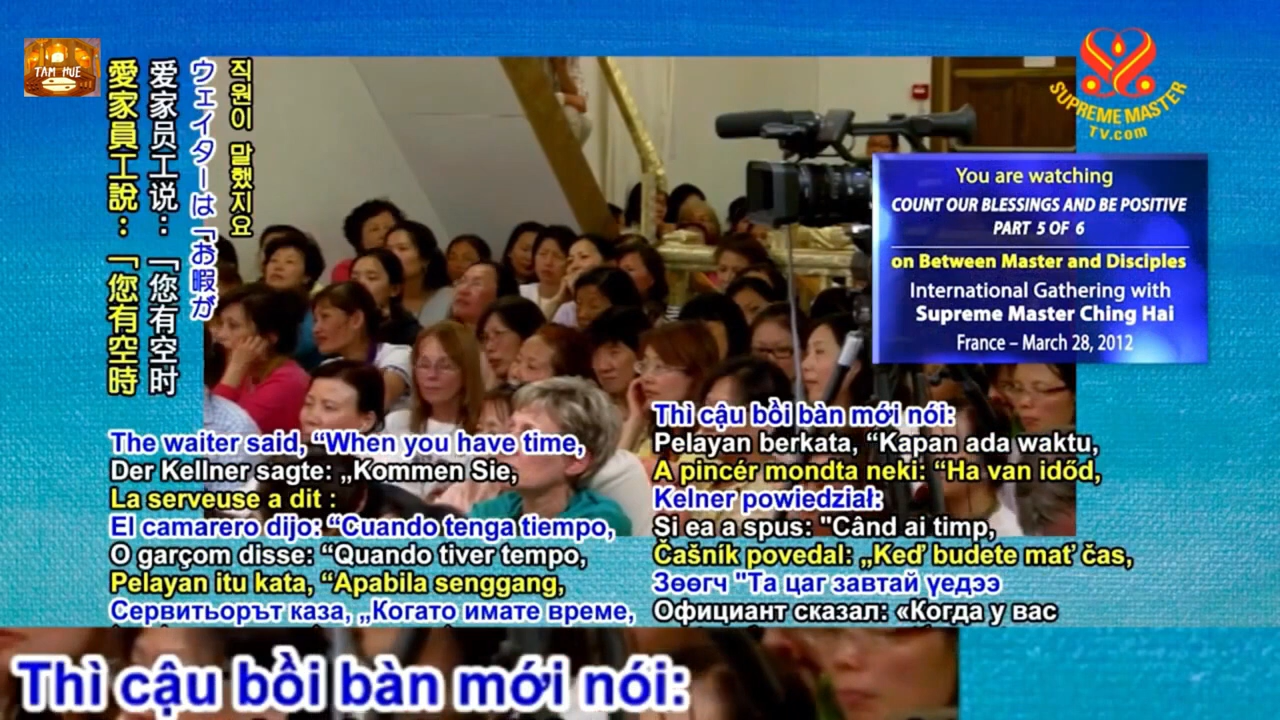 TAM HUE
愛家員工說：「您有空時
爱家员工说：「您有空时
ウェイターは「お暇が
직원이 말했지요
SUPREME MASTER
TV.com
You are watching
COUNT OUR BLESSINGS AND BE POSITIVE
PART 5 OF 6
on Between Master and Disciples
International Gathering with
Supreme Master Ching Hai
France – March 28, 2012
The waiter said, “When you have time,
Der Kellner sagte: „Kommen Sie,
La serveuse a dit :
El camarero dijo: “Cuando tenga tiempo,
O garçom disse: “Quando tiver tempo,
Pelayan itu kata, “Apabila senggang,
Сервитьорът каза, „Когато имате време,
Thì cậu bồi bàn mới nói:
Pelayan berkata, “Kapan ada waktu,
A pincér mondta neki: “Ha van időd,
Kelner powiedział:
Şi ea a spus: "Când ai timp,
Čašník povedal: „Keď budete mať čas,
Зөөгч "Та цаг завтай үедээ
Официант сказал: «Когда у вас
Thì cậu bồi bàn mới nói: